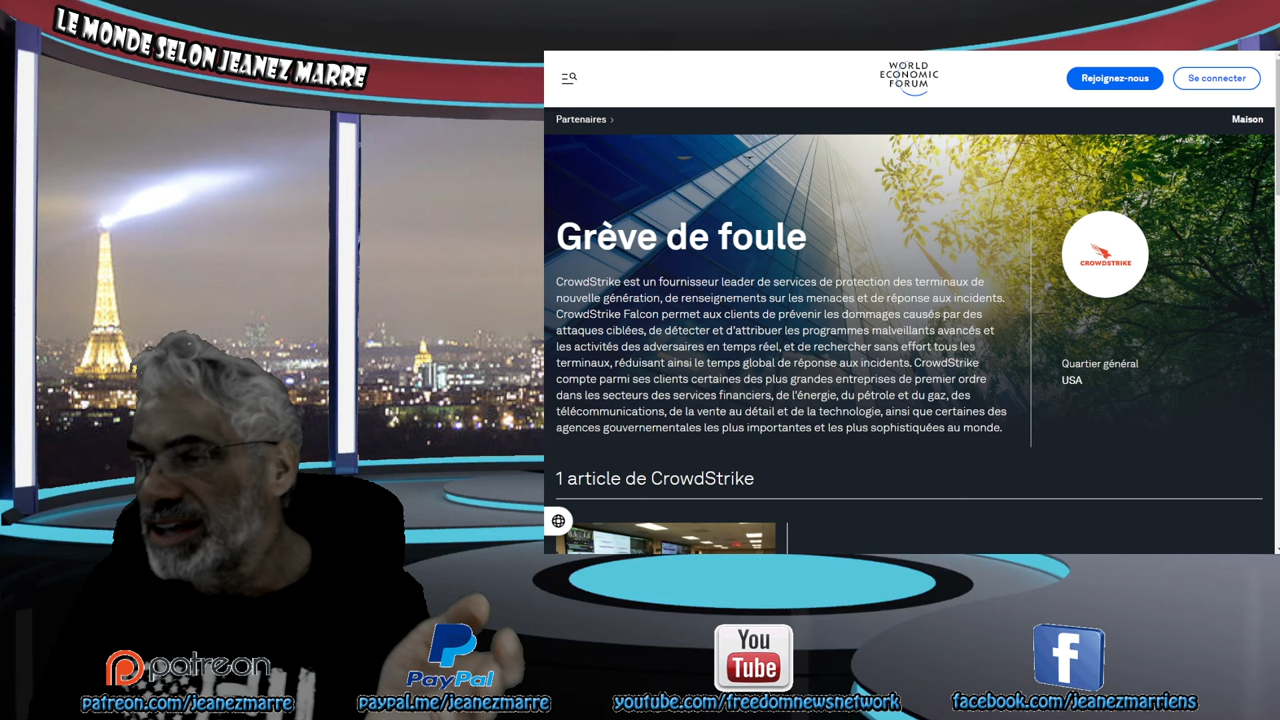 LE MONDE SELON JEANEZ MARRE
WORLD
ECONOMIC
FORUM
Rejoignez-nous
Se connecter
Partenaires
Maison
Grève de foule
CrowdStrike est un fournisseur leader de services de protection des terminaux de
nouvelle génération, de renseignements sur les menaces et de réponse aux incidents.
CrowdStrike Falcon permet aux clients de prévenir les dommages causés par des
attaques ciblées, de détecter et d'attribuer les programmes malveillants avancés et
les activités des adversaires en temps réel, et de rechercher sans effort tous les
terminaux, réduisant ainsi le temps global de réponse aux incidents. CrowdStrike
compte parmi ses clients certaines des plus grandes entreprises de premier ordre
dans les secteurs des services financiers, de l'énergie, du pétrole et du gaz, des
télécommunications, de la vente au détail et de la technologie, ainsi que certaines des
agences gouvernementales les plus importantes et les plus sophistiquées au monde.
CROWDSTRIKE
Quartier général
USA
1 article de CrowdStrike
patreon
patreon.com/jeanezmarre
PayPal
paypal.me/jeanezmarre
You
Tube
youtube.com/freedomnewsnetwork
f
facebook.com/jeanezmarriens